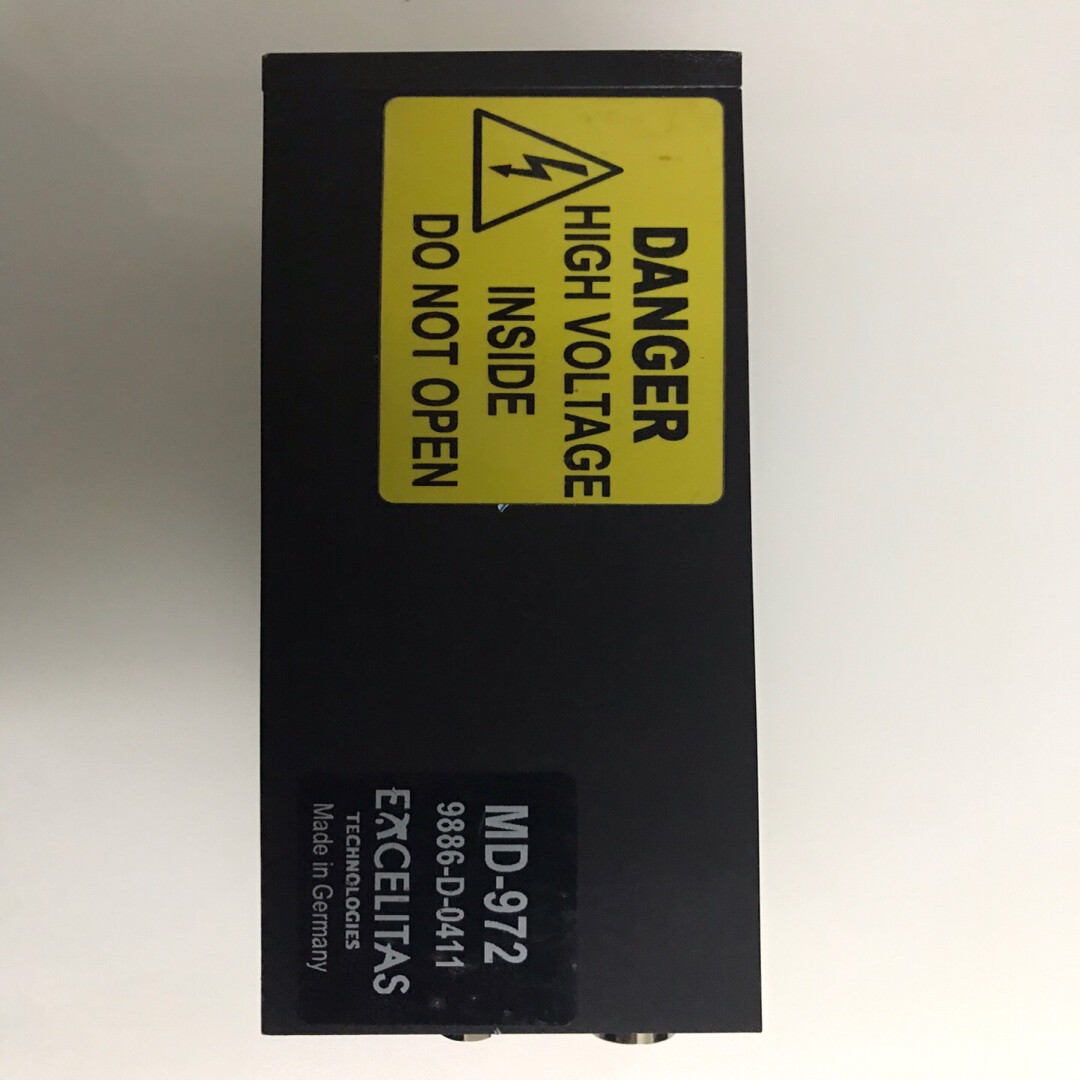 DANGER
HIGH VOLTAGE
INSIDE
DO NOT OPEN
MD-972
9886-D-0411
EXCELITAS
TECHNOLOGIES
Made in Germany